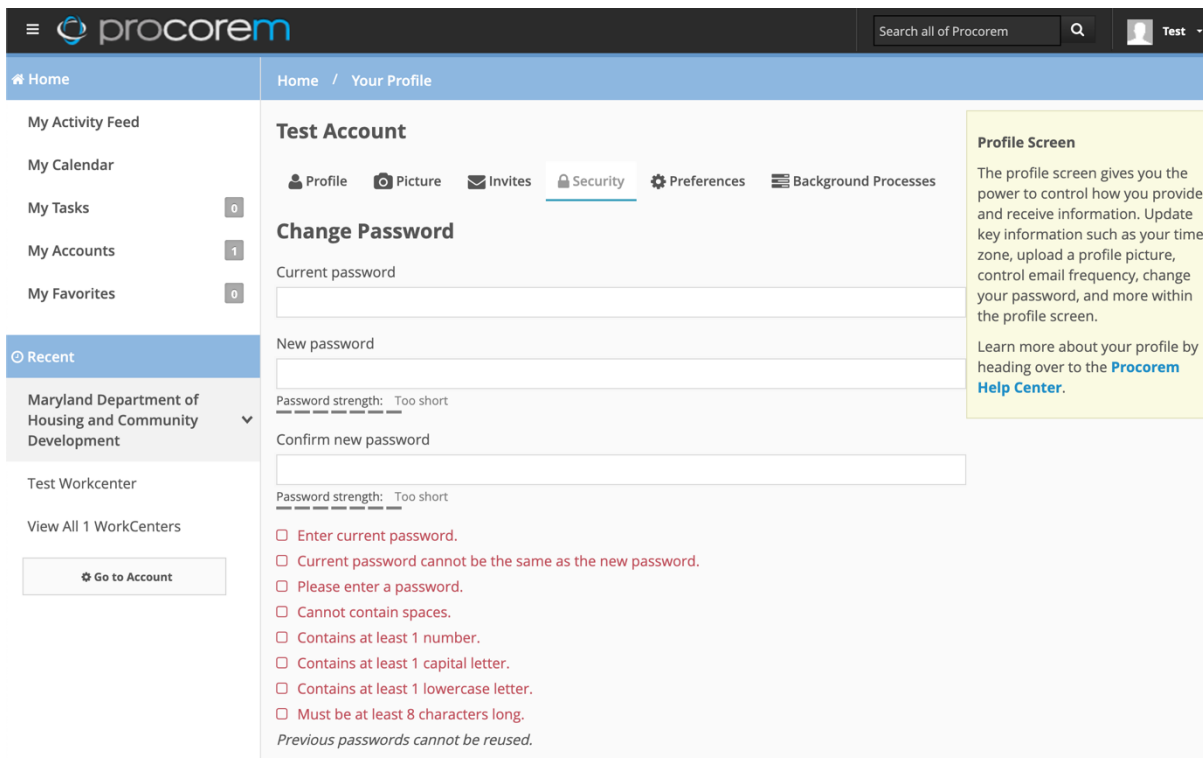 procorem
Search all of Procorem
Test
Home
Home / Your Profile
My Activity Feed
My Calendar
My Tasks 0
My Accounts 1
My Favorites 0
Recent
Maryland Department of
Housing and Community
Development
Test Workcenter
View All 1 WorkCenters
Go to Account
Test Account
Profile Picture Invites Security Preferences Background Processes
Change Password
Current password
New password
Password strength: Too short
Confirm new password
Password strength: Too short
Enter current password.
Current password cannot be the same as the new password.
Please enter a password.
Cannot contain spaces.
Contains at least 1 number.
Contains at least 1 capital letter.
Contains at least 1 lowercase letter.
Must be at least 8 characters long.
Previous passwords cannot be reused.
Profile Screen
The profile screen gives you the
power to control how you provide
and receive information. Update
key information such as your time
zone, upload a profile picture,
control email frequency, change
your password, and more within
the profile screen.
Learn more about your profile by
heading over to the Procorem
Help Center.